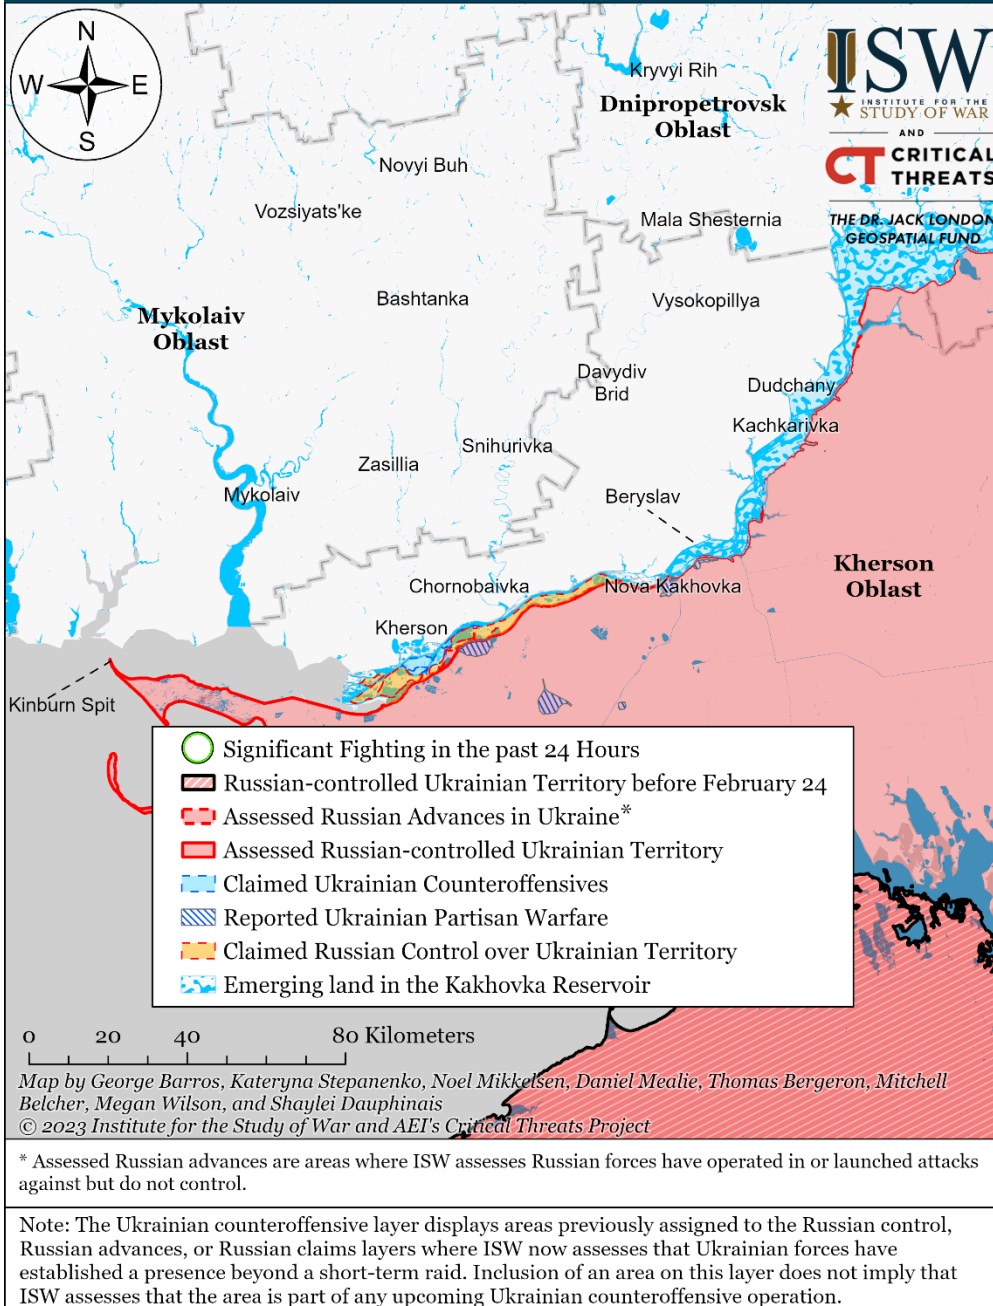 N
W
E
S
ISW
INSTITUTE FOR THE
STUDY OF WAR
AND
CT CRITICAL
THREATS
THE DR. JACK LONDON
GEOSPATIAL FUND
Kryvyi Rih
Dnipropetrovsk
Oblast
Novyi Buh
Vozsiyats'ke
Mala Shesternia
Bashtanka
Vysokopillya
Mykolaiv
Oblast
Davydiv
Brid
Dudchany
Kachkarivka
Snihurivka
Zasillia
Mykolaiv
Beryslav
Kherson
Oblast
Chornobaivka
Nova Kakhovka
Kherson
Kinburn Spit
Significant Fighting in the past 24 Hours
Russian-controlled Ukrainian Territory before February 24
Assessed Russian Advances in Ukraine*
Assessed Russian-controlled Ukrainian Territory
Claimed Ukrainian Counteroffensives
Reported Ukrainian Partisan Warfare
Claimed Russian Control over Ukrainian Territory
Emerging land in the Kakhovka Reservoir
0 20 40 80 Kilometers
Map by George Barros, Kateryna Stepanenko, Noel Mikkelsen, Daniel Mealie, Thomas Bergeron, Mitchell
Belcher, Megan Wilson, and Shaylei Dauphinais
© 2023 Institute for the Study of War and AEI's Critical Threats Project
* Assessed Russian advances are areas where ISW assesses Russian forces have operated in or launched attacks
against but do not control.
Note: The Ukrainian counteroffensive layer displays areas previously assigned to the Russian control,
Russian advances, or Russian claims layers where ISW now assesses that Ukrainian forces have
established a presence beyond a short-term raid. Inclusion of an area on this layer does not imply that
ISW assesses that the area is part of any upcoming Ukrainian counteroffensive operation.